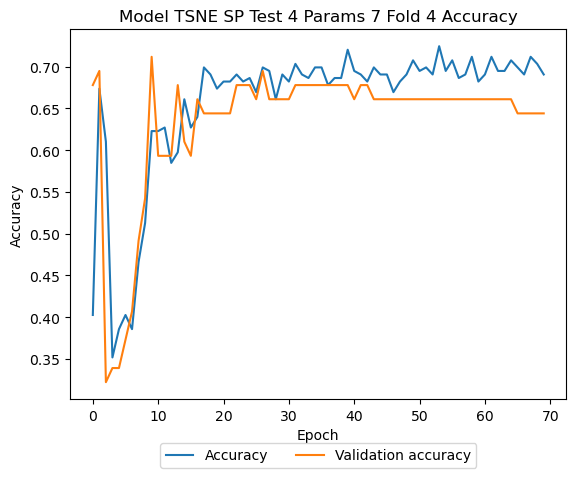 Model TSNE SP Test 4 Params 7 Fold 4 Accuracy
0.70
0.65
0.60
0.55
0.50
0.45
0.40
0.35
Accuracy
0 10 20 30 40 50 60 70
Epoch
Accuracy Validation accuracy